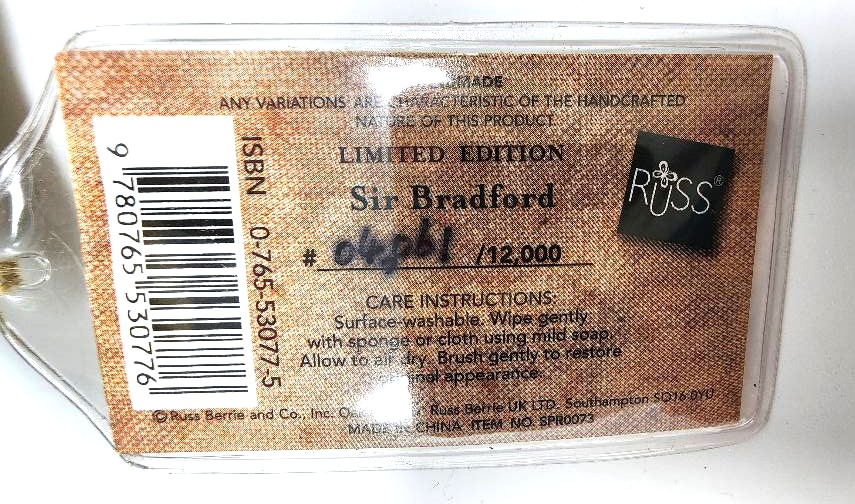 MADE
ANY VARIATIONS ARE CHARACTERISTIC OF THE HANDCRAFTED
NATURE OF THIS PRODUCT
LIMITED EDITION
Sir Bradford
# /12,000
CARE INSTRUCTIONS:
Surface-washable. Wipe gently
with sponge or cloth using mild soap.
Allow to air dry. Brush gently to restore
original appearance.
© Russ Berrie and Co., Inc. Russ Berrie UK LTD. Southampton SO16 0YU
MADE IN CHINA ITEM NO. SPR0073
RUSS®
ISBN 0-765-53077-5
9 780765 530776